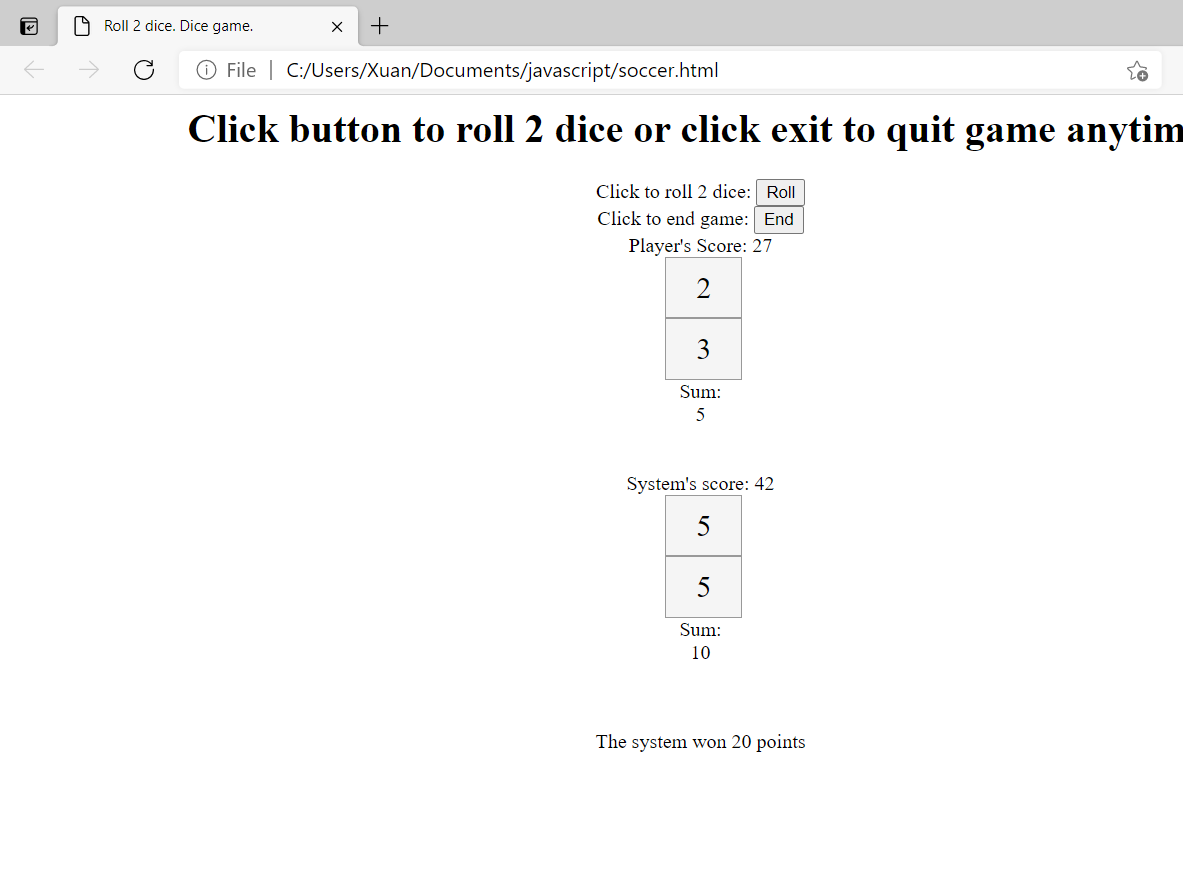 Roll 2 dice. Dice game.
File | C:/Users/Xuan/Documents/javascript/soccer.html
Click button to roll 2 dice or click exit to quit game anytim
Click to roll 2 dice: Roll
Click to end game: End
Player's Score: 27
2
3
Sum:
5
System's score: 42
5
5
Sum:
10
The system won 20 points